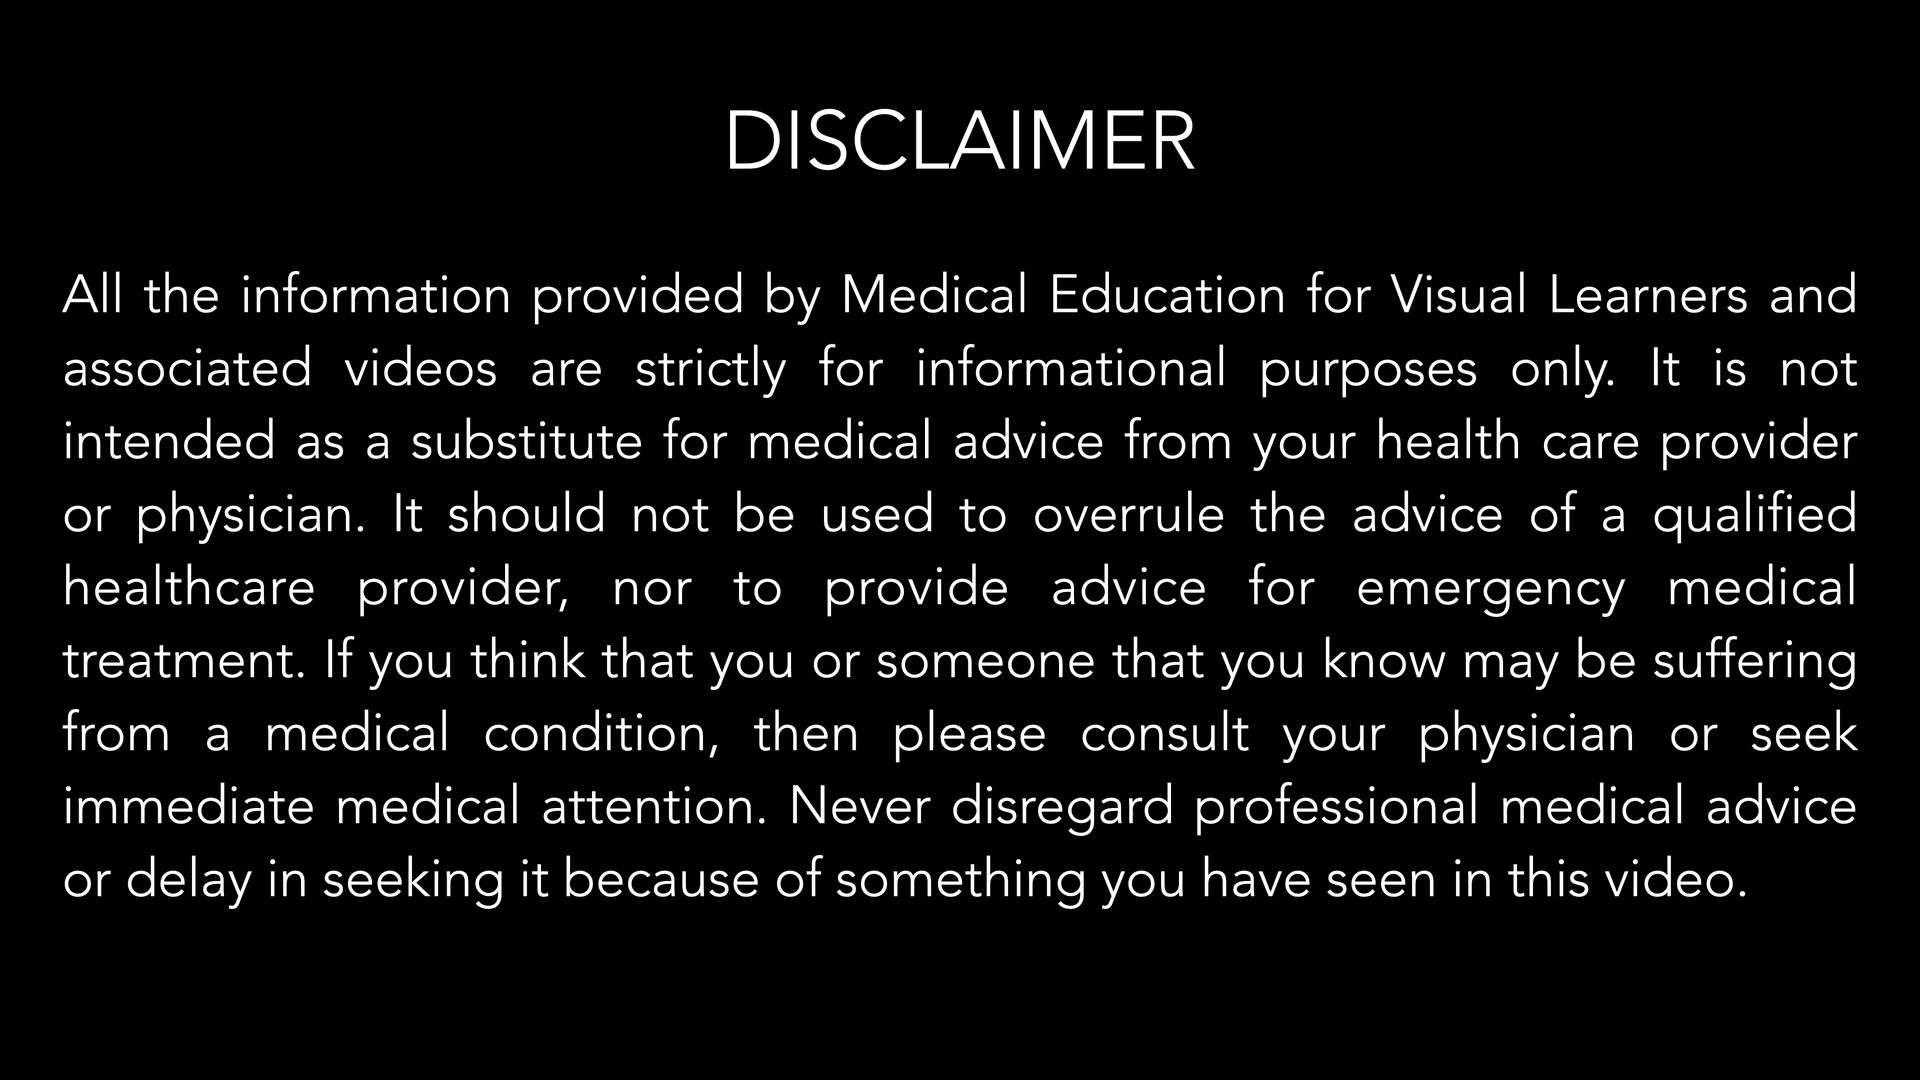 DISCLAIMER
All the information provided by Medical Education for Visual Learners and
associated videos are strictly for informational purposes only. It is not
intended as a substitute for medical advice from your health care provider
or physician. It should not be used to overrule the advice of a qualified
healthcare provider, nor to provide advice for emergency medical
treatment. If you think that you or someone that you know may be suffering
from a medical condition, then please consult your physician or seek
immediate medical attention. Never disregard professional medical advice
or delay in seeking it because of something you have seen in this video.